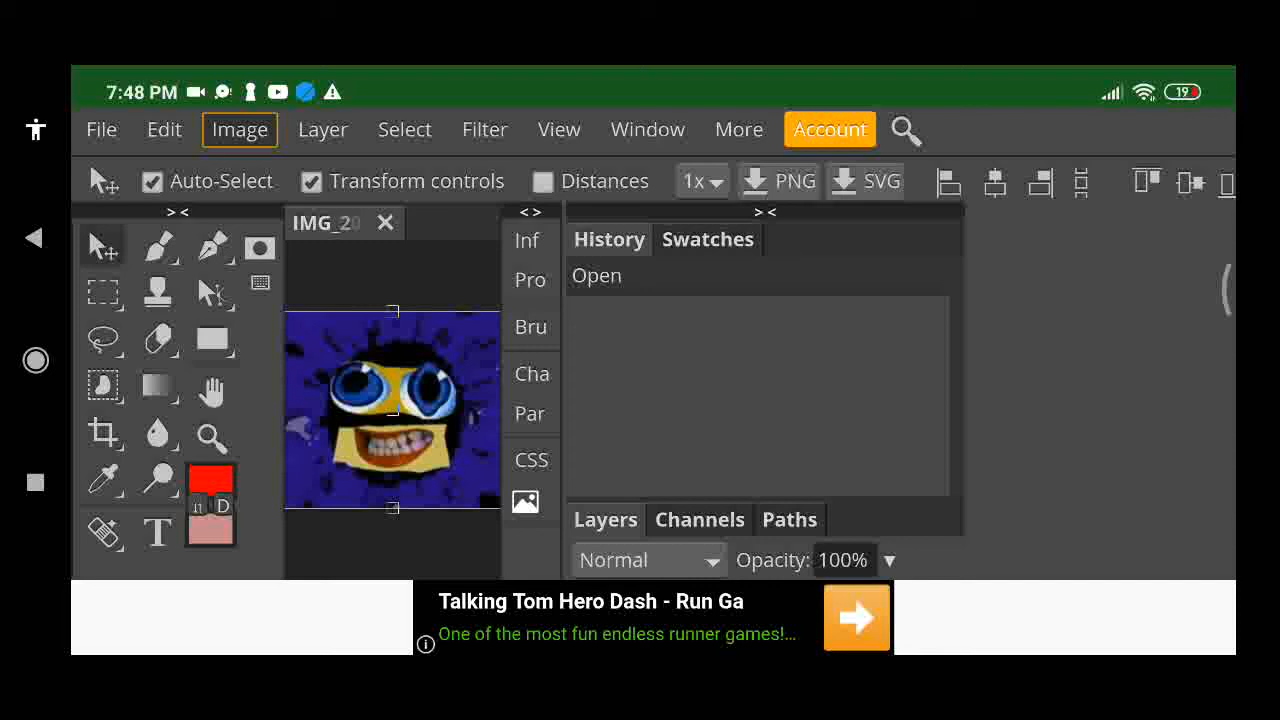 7:48 PM 19
File Edit Image Layer Select Filter View Window More Account
Auto-Select Transform controls Distances 1x PNG SVG
> < IMG_20 < > > <
Inf History Swatches
Pro Open
Bru
Cha
Par
CSS
D
T
Layers Channels Paths
Normal Opacity: 100%
Talking Tom Hero Dash - Run Ga
One of the most fun endless runner games!...